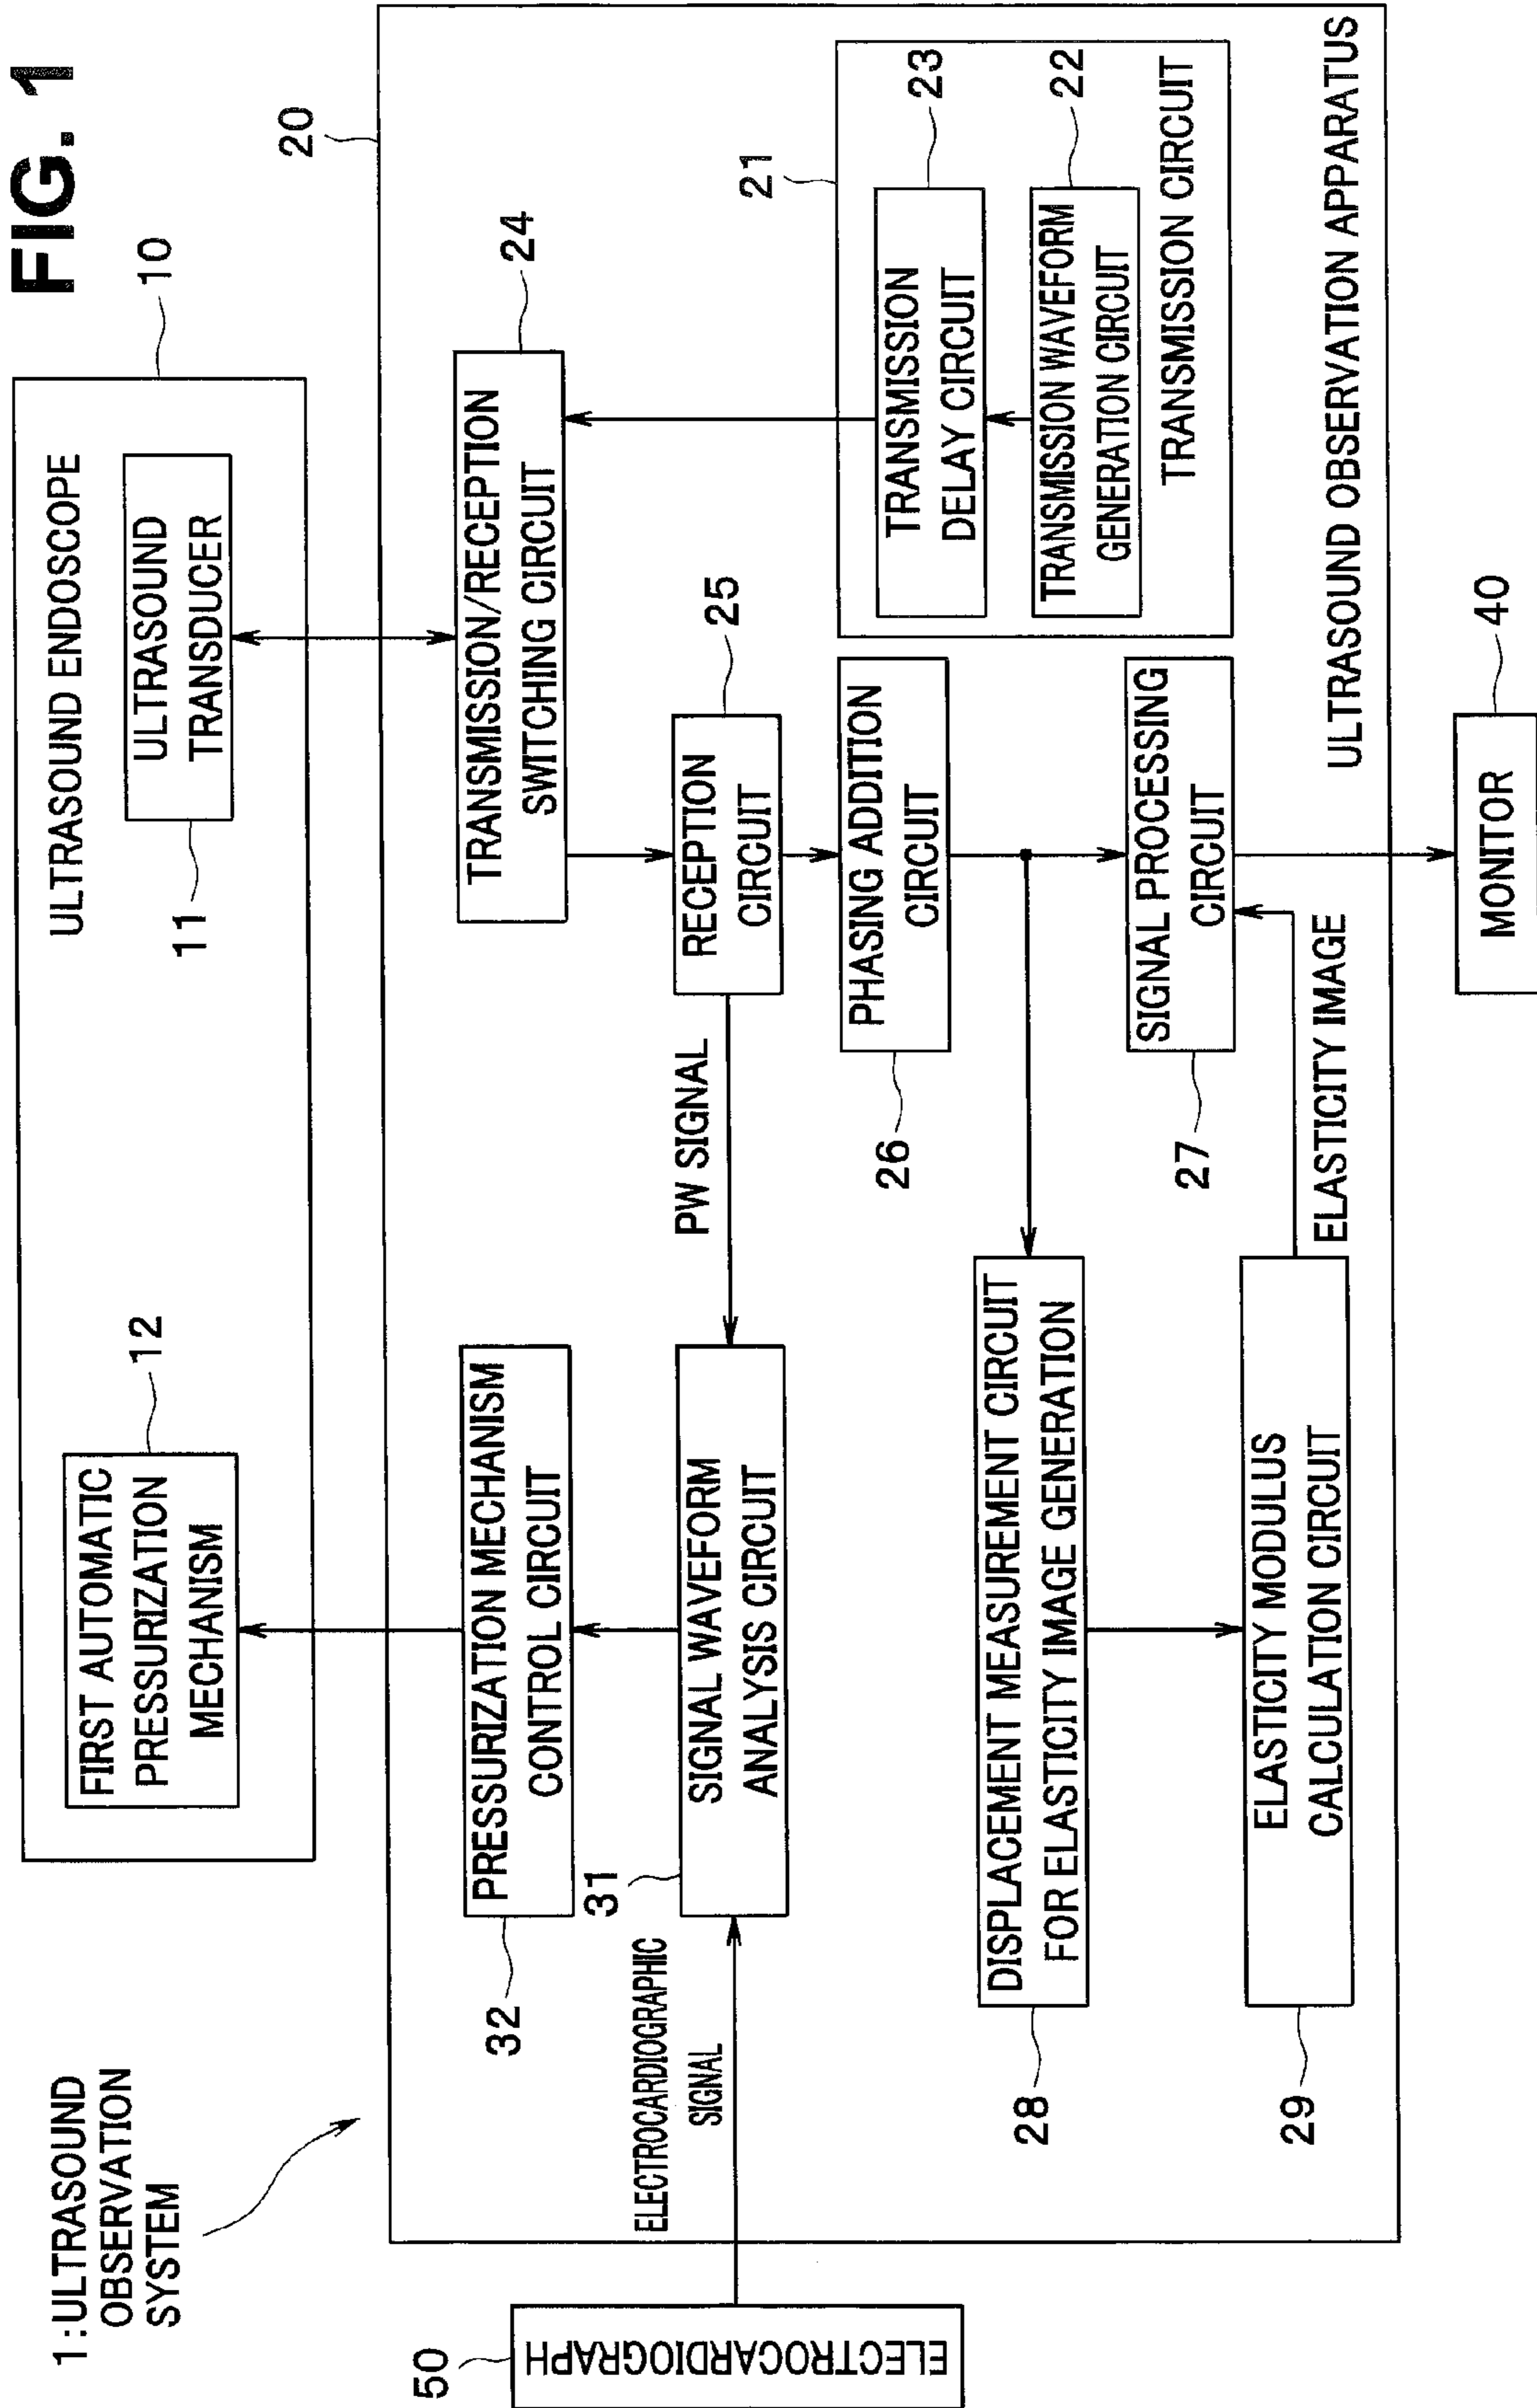 FIG. 1
1:ULTRASOUND
OBSERVATION
SYSTEM
10
ULTRASOUND ENDOSCOPE
FIRST AUTOMATIC
PRESSURIZATION
MECHANISM
12
ULTRASOUND
TRANSDUCER
11
20
PRESSURIZATION MECHANISM
CONTROL CIRCUIT
32
TRANSMISSION/RECEPTION
SWITCHING CIRCUIT
24
50
ELECTROCARDIOGRAPH
ELECTROCARDIOGRAPHIC
SIGNAL
31
SIGNAL WAVEFORM
ANALYSIS CIRCUIT
PW SIGNAL
RECEPTION
CIRCUIT
25
21
TRANSMISSION
DELAY CIRCUIT
23
TRANSMISSION WAVEFORM
GENERATION CIRCUIT
22
TRANSMISSION CIRCUIT
PHASING ADDITION
CIRCUIT
26
DISPLACEMENT MEASUREMENT CIRCUIT
FOR ELASTICITY IMAGE GENERATION
28
SIGNAL PROCESSING
CIRCUIT
27
ELASTICITY MODULUS
CALCULATION CIRCUIT
29
ELASTICITY IMAGE
ULTRASOUND OBSERVATION APPARATUS
MONITOR
40